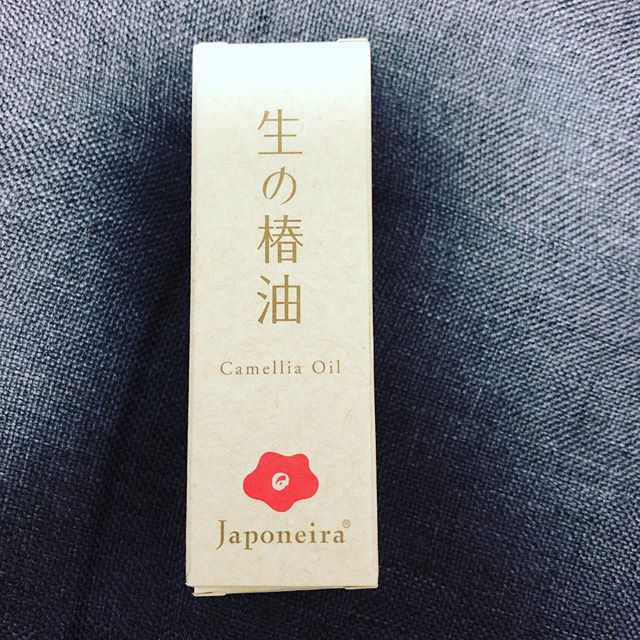 生の椿油
Camellia Oil
Japoneira®